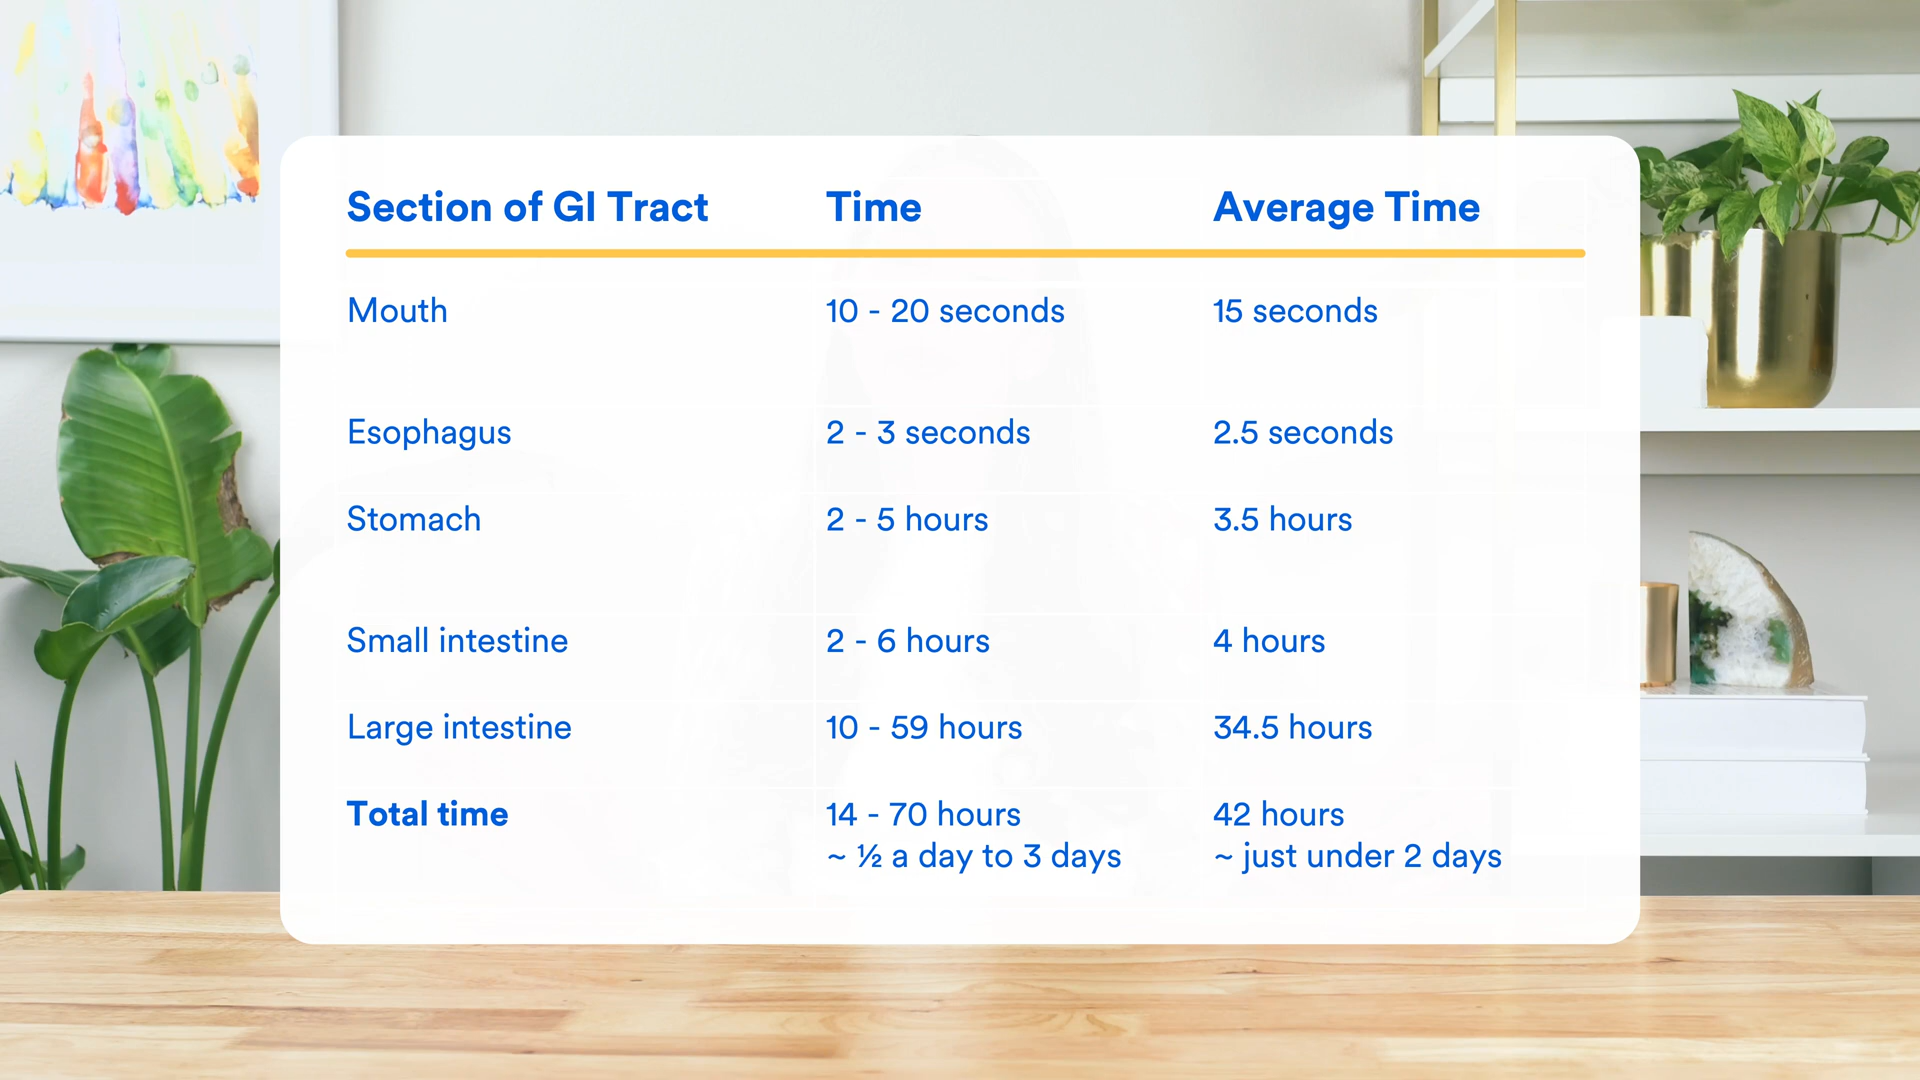 Section of GI Tract Time Average Time
Mouth 10 - 20 seconds 15 seconds
Esophagus 2 - 3 seconds 2.5 seconds
Stomach 2 - 5 hours 3.5 hours
Small intestine 2 - 6 hours 4 hours
Large intestine 10 - 59 hours 34.5 hours
Total time 14 - 70 hours 42 hours
~ ½ a day to 3 days ~ just under 2 days